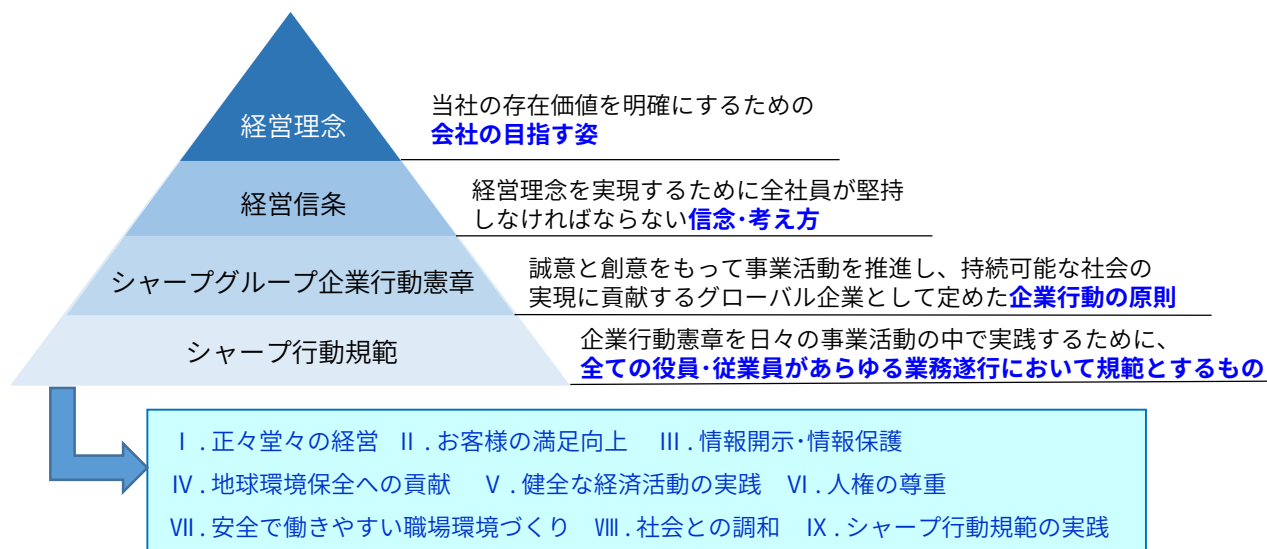 経営理念
当社の存在価値を明確にするための
会社の目指す姿
経営信条
経営理念を実現するために全社員が堅持
しなければならない信念･考え方
シャープグループ企業行動憲章
誠意と創意をもって事業活動を推進し、持続可能な社会の
実現に貢献するグローバル企業として定めた企業行動の原則
シャープ行動規範
企業行動憲章を日々の事業活動の中で実践するために、
全ての役員･従業員があらゆる業務遂行において規範とするもの
Ⅰ．正々堂々の経営 Ⅱ．お客様の満足向上 Ⅲ．情報開示･情報保護
Ⅳ．地球環境保全への貢献 Ⅴ．健全な経済活動の実践 Ⅵ．人権の尊重
Ⅶ．安全で働きやすい職場環境づくり Ⅷ．社会との調和 Ⅸ．シャープ行動規範の実践